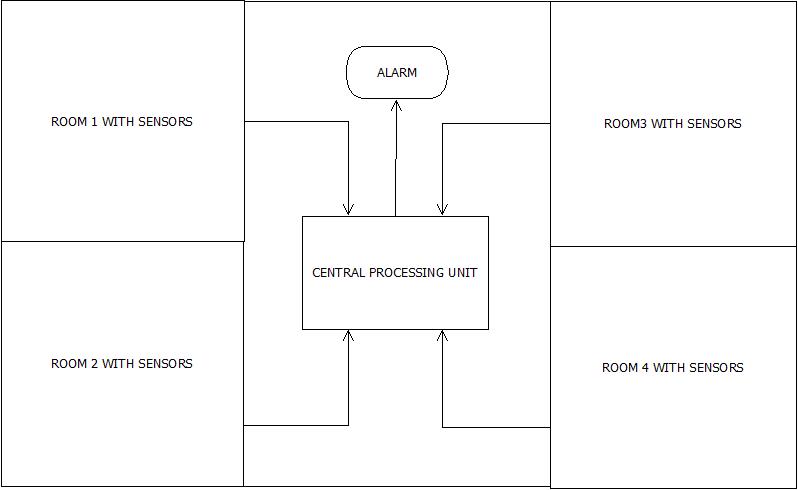 ALARM
ROOM 1 WITH SENSORS
ROOM3 WITH SENSORS
CENTRAL PROCESSING UNIT
ROOM 2 WITH SENSORS
ROOM 4 WITH SENSORS